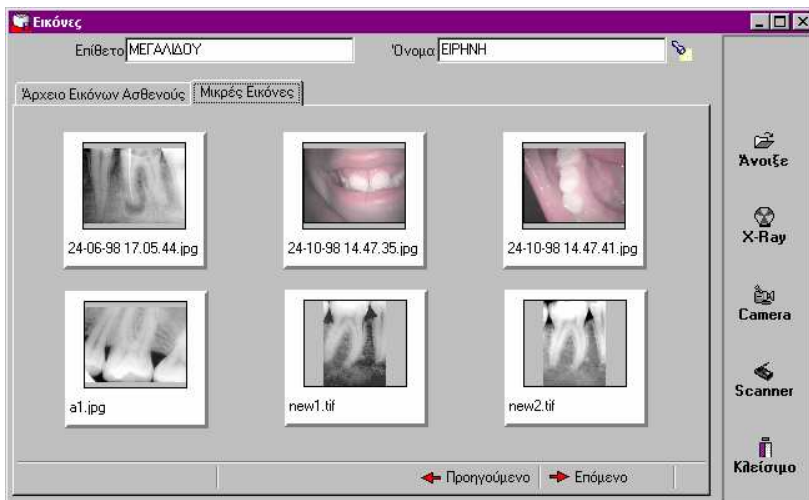 Εικόνες
Επίθετο ΜΕΓΑΛΙΔΟΥ Όνομα ΕΙΡΗΝΗ
Άρχειο Εικόνων Ασθενούς Μικρές Εικόνες
24-06-98 17.05.44.jpg 24-10-98 14.47.35.jpg 24-10-98 14.47.41.jpg
a1.jpg new1.tif new2.tif
Προηγούμενο Επόμενο
Άνοιξε
X-Ray
Camera
Scanner
Κλείσιμο